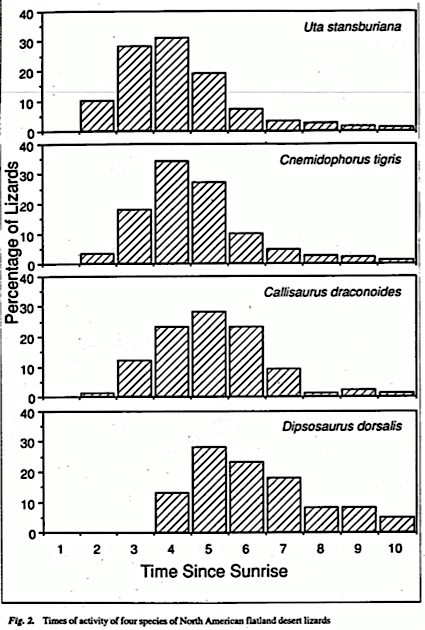 40
Uta stansburiana
30
20
10
0
40
Cnemidophorus tigris
30
20
10
0
40
Callisaurus draconoides
30
20
10
0
40
Dipsosaurus dorsalis
30
20
10
0
Percentage of Lizards
1 2 3 4 5 6 7 8 9 10
Time Since Sunrise
Fig. 2. Times of activity of four species of North American flatland desert lizards